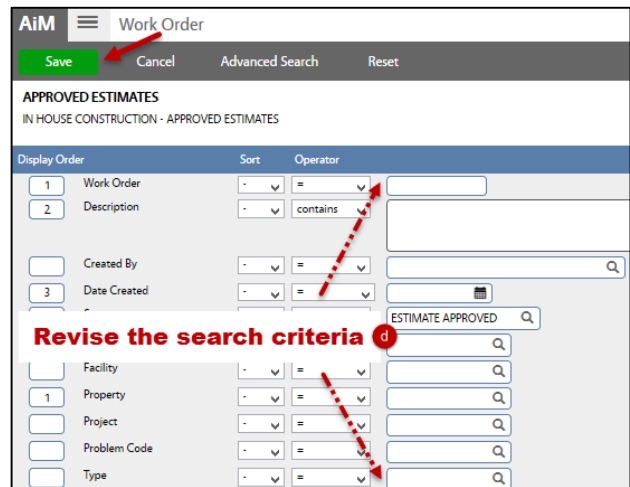 AiM Work Order
Save Cancel Advanced Search Reset
APPROVED ESTIMATES
IN HOUSE CONSTRUCTION - APPROVED ESTIMATES
Display Order Sort Operator
1 Work Order - =
2 Description - contains
Created By - =
3 Date Created - =
ESTIMATE APPROVED
Revise the search criteria d
Facility - =
1 Property - =
Project - =
Problem Code - =
Type - =